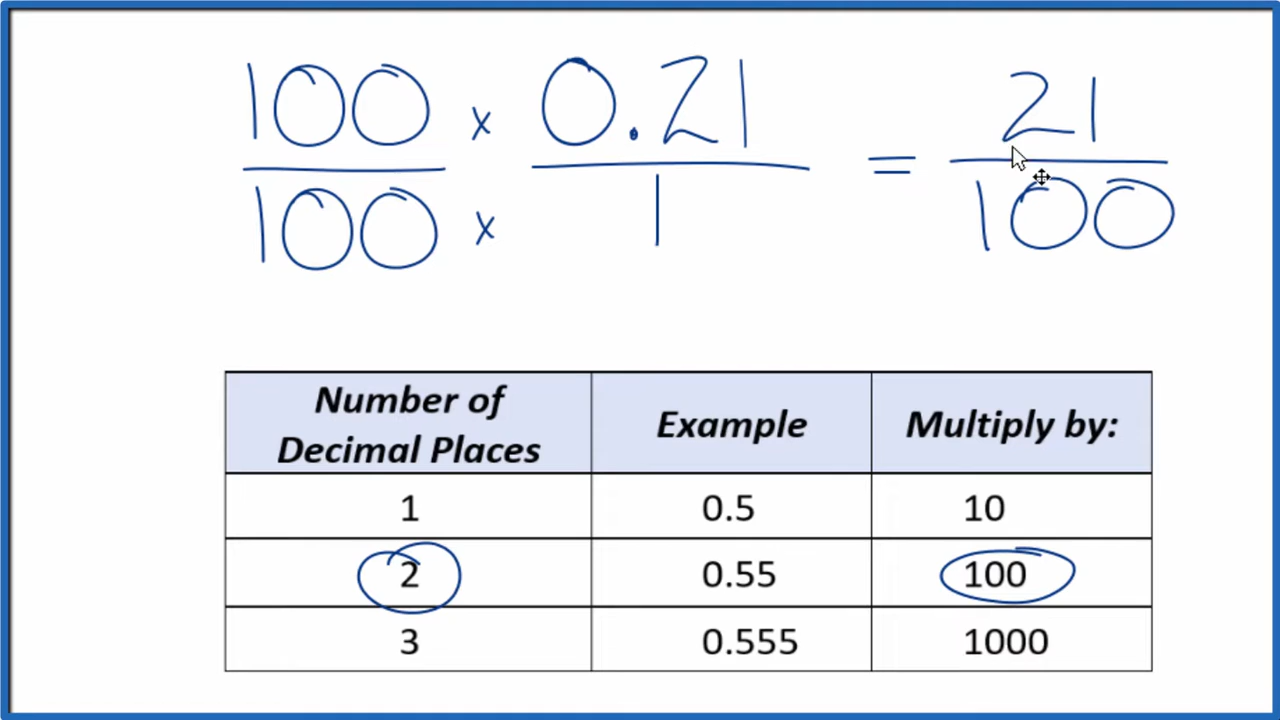 100 x 0.21 = 21
100 x 1 100
Number of Decimal Places Example Multiply by:
1 0.5 10
2 0.55 100
3 0.555 1000